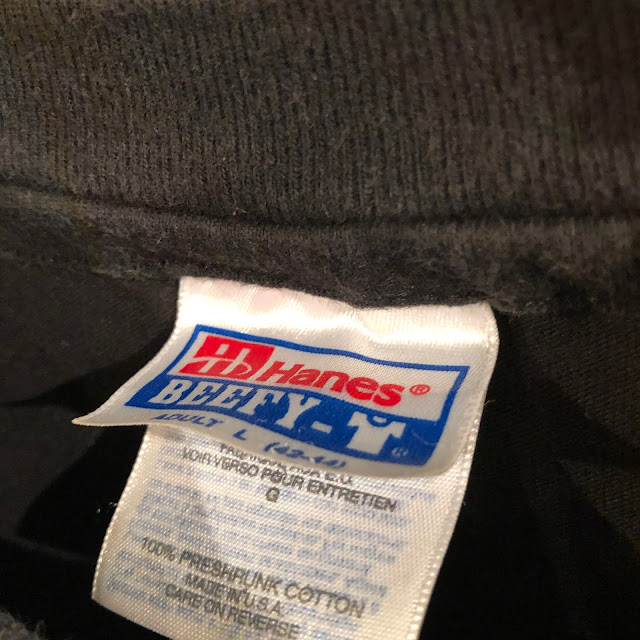 Hanes®
BEEFY-T®
ADULT L (42-44)
VOIR VERSO POUR ENTRETIEN
G
100% PRESHRUNK COTTON
MADE IN U.S.A.
CARE ON REVERSE